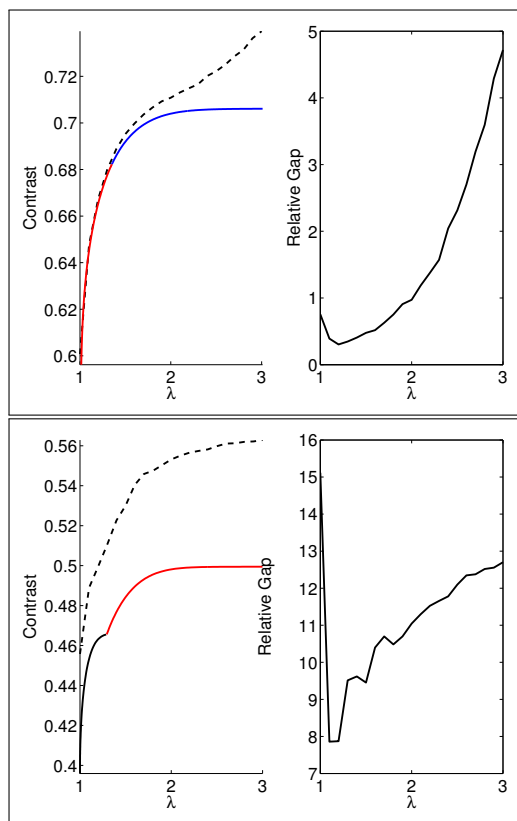 0.72
0.7
0.68
0.66
0.64
0.62
0.6
1 2 3
λ
Contrast
5
4
3
2
1
0
1 2 3
λ
Relative Gap
0.56
0.54
0.52
0.5
0.48
0.46
0.44
0.42
0.4
1 2 3
λ
Contrast
16
15
14
13
12
11
10
9
8
7
1 2 3
λ
Relative Gap